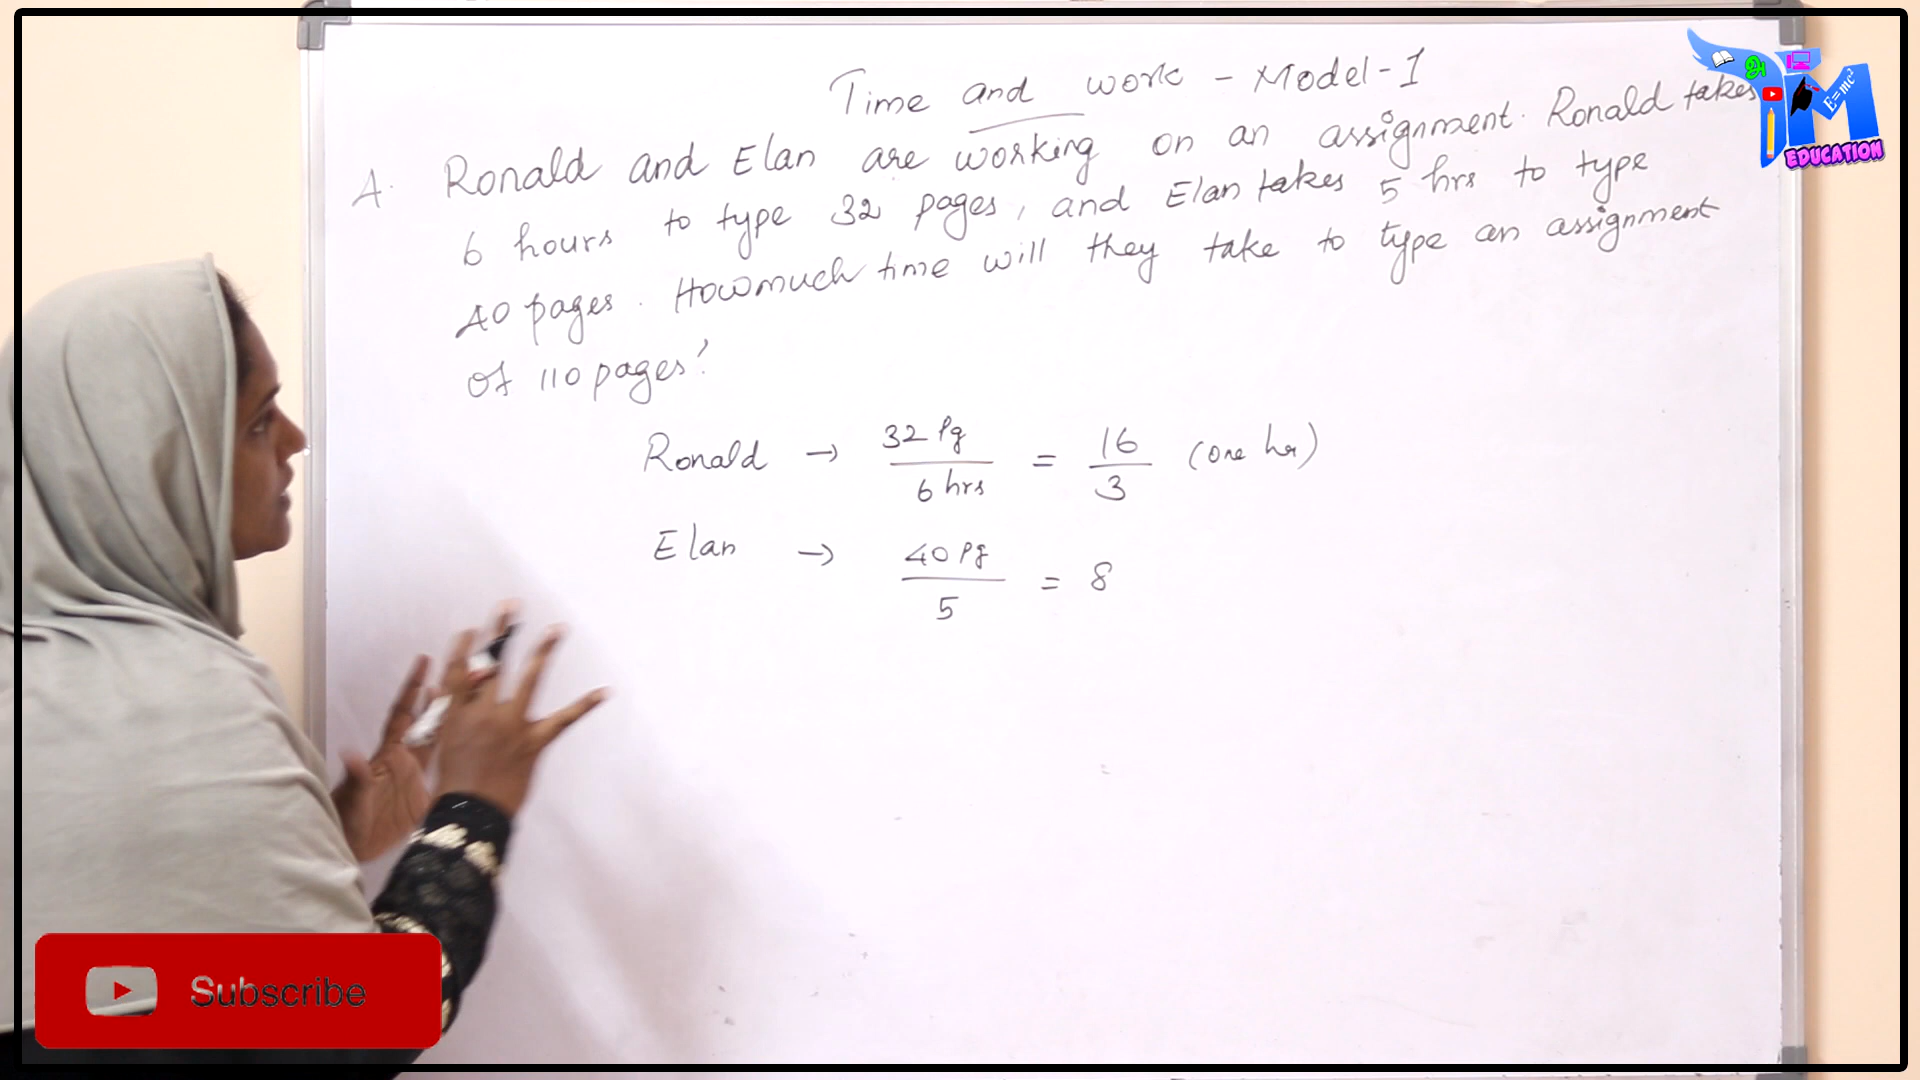 Time and work - Model-1
A. Ronald and Elan are working on an assignment. Ronald takes
6 hours to type 32 pages, and Elan takes 5 hrs to type
40 pages. Howmuch time will they take to type an assignment
of 110 pages?
Ronald → 32 Pg / 6 hrs = 16 / 3 (one hr)
Elan → 40 Pg / 5 = 8
E=mc²
EDUCATION
Subscribe